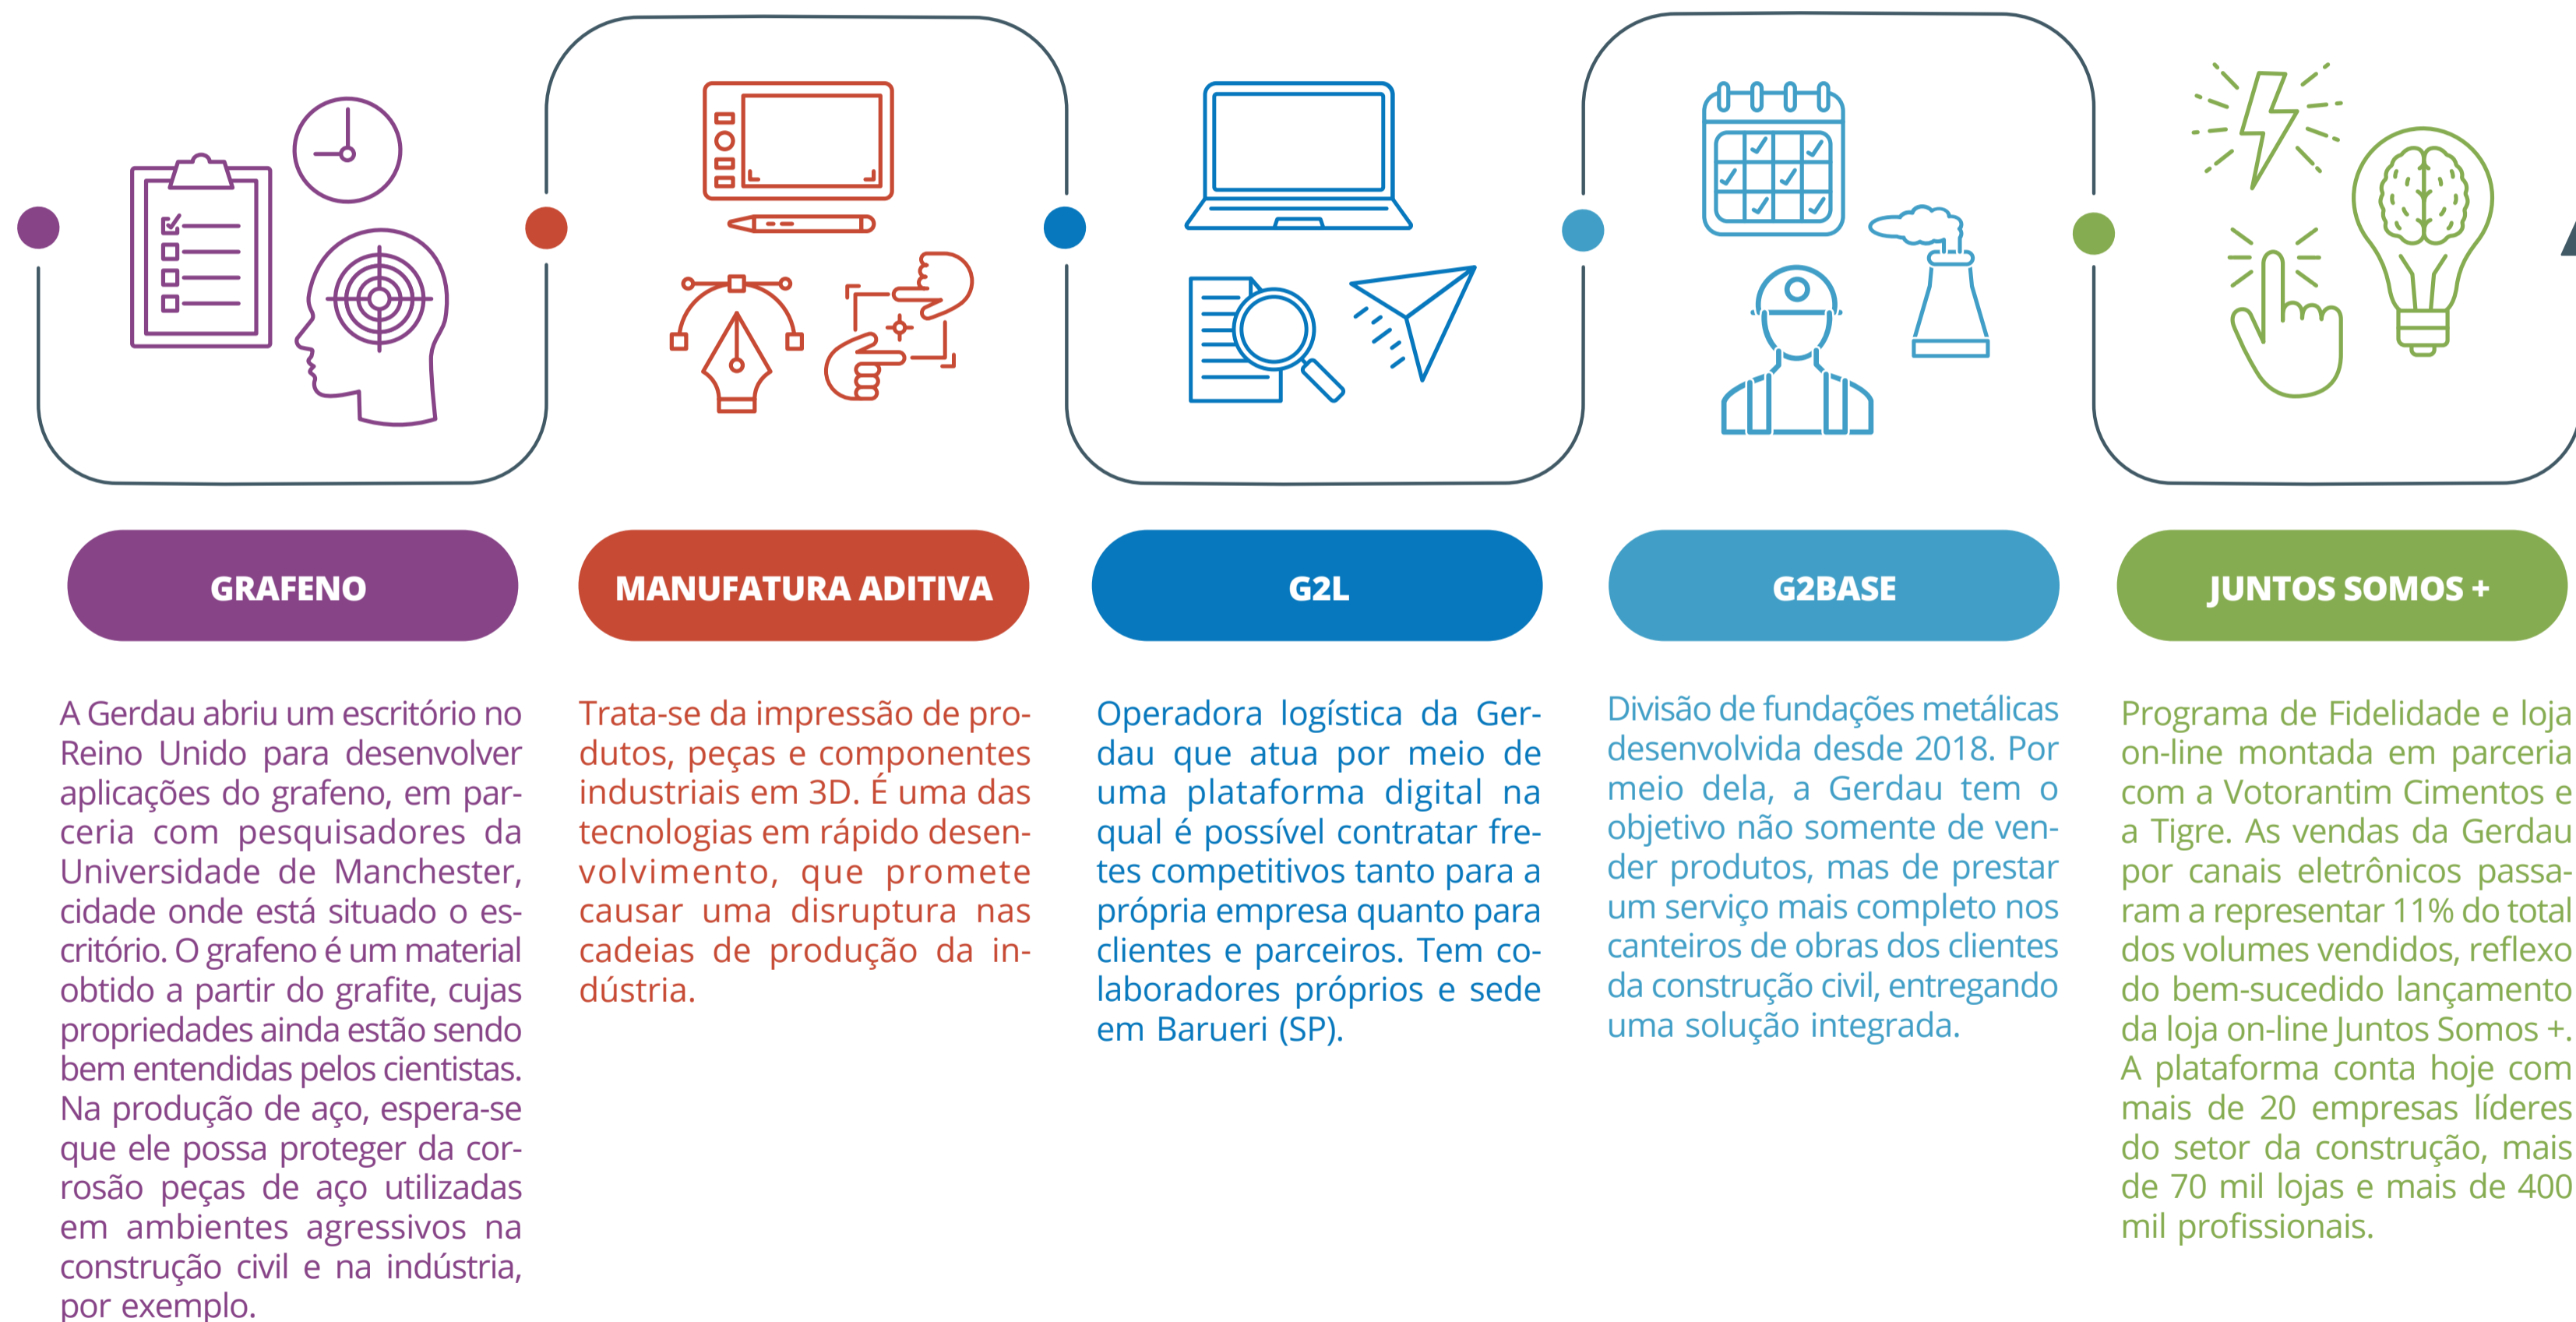 GRAFENO
A Gerdau abriu um escritório no
Reino Unido para desenvolver
aplicações do grafeno, em par-
ceria com pesquisadores da
Universidade de Manchester,
cidade onde está situado o es-
critório. O grafeno é um material
obtido a partir do grafite, cujas
propriedades ainda estão sendo
bem entendidas pelos cientistas.
Na produção de aço, espera-se
que ele possa proteger da cor-
rosão peças de aço utilizadas
em ambientes agressivos na
construção civil e na indústria,
por exemplo.
MANUFATURA ADITIVA
Trata-se da impressão de pro-
dutos, peças e componentes
industriais em 3D. É uma das
tecnologias em rápido desen-
volvimento, que promete
causar uma disruptura nas
cadeias de produção da in-
dústria.
G2L
Operadora logística da Ger-
dau que atua por meio de
uma plataforma digital na
qual é possível contratar fre-
tes competitivos tanto para a
própria empresa quanto para
clientes e parceiros. Tem co-
laboradores próprios e sede
em Barueri (SP).
G2BASE
Divisão de fundações metálicas
desenvolvida desde 2018. Por
meio dela, a Gerdau tem o
objetivo não somente de ven-
der produtos, mas de prestar
um serviço mais completo nos
canteiros de obras dos clientes
da construção civil, entregando
uma solução integrada.
JUNTOS SOMOS +
Programa de Fidelidade e loja
on-line montada em parceria
com a Votorantim Cimentos e
a Tigre. As vendas da Gerdau
por canais eletrônicos passa-
ram a representar 11% do total
dos volumes vendidos, reflexo
do bem-sucedido lançamento
da loja on-line Juntos Somos +.
A plataforma conta hoje com
mais de 20 empresas líderes
do setor da construção, mais
de 70 mil lojas e mais de 400
mil profissionais.